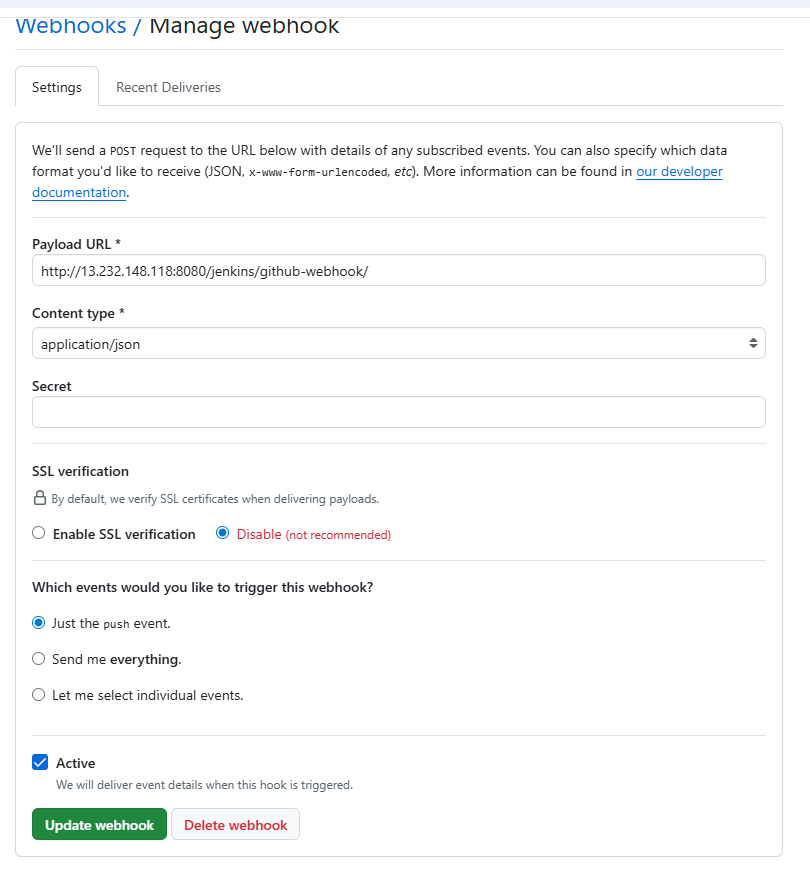 Webhooks / Manage webhook
Settings
Recent Deliveries
We'll send a POST request to the URL below with details of any subscribed events. You can also specify which data
format you'd like to receive (JSON, x-www-form-urlencoded, etc). More information can be found in our developer
documentation.
Payload URL *
http://13.232.148.118:8080/jenkins/github-webhook/
Content type *
application/json
Secret
SSL verification
By default, we verify SSL certificates when delivering payloads.
Enable SSL verification
Disable (not recommended)
Which events would you like to trigger this webhook?
Just the push event.
Send me everything.
Let me select individual events.
Active
We will deliver event details when this hook is triggered.
Update webhook
Delete webhook